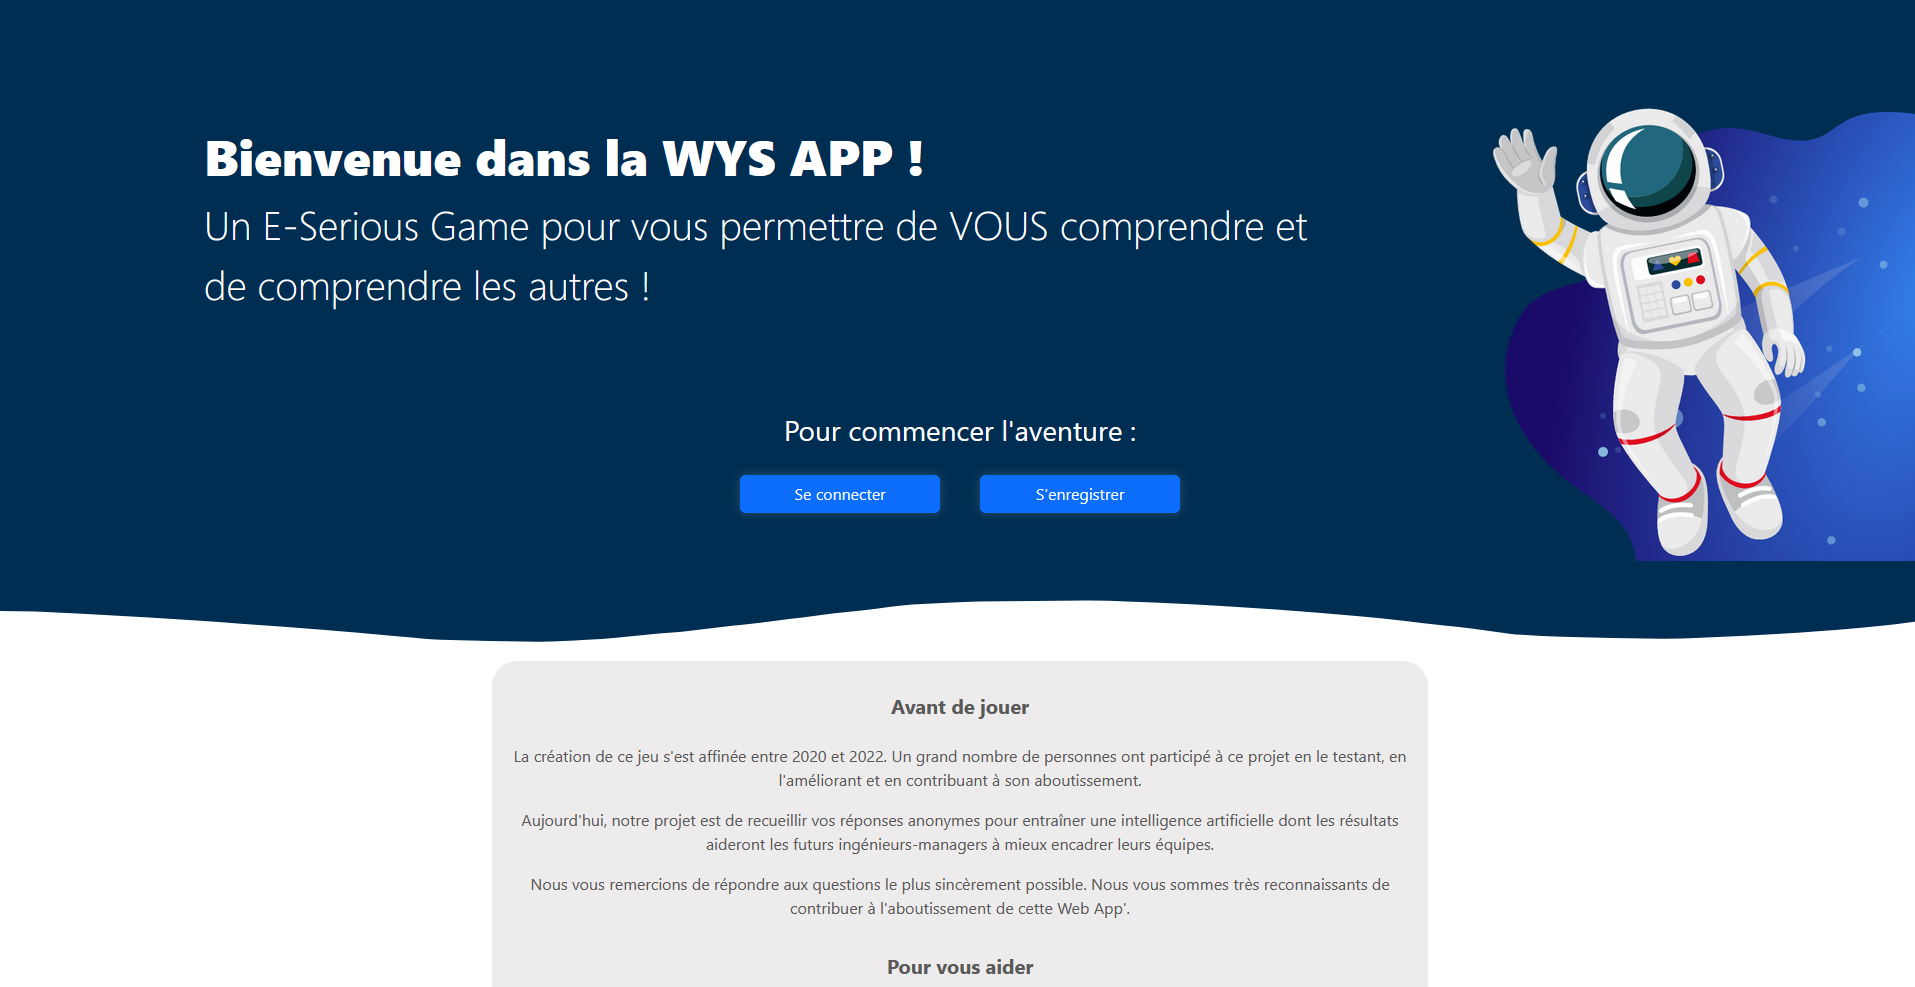 Bienvenue dans la WYS APP !
Un E-Serious Game pour vous permettre de VOUS comprendre et
de comprendre les autres !
Pour commencer l'aventure :
Se connecter
S'enregistrer
Avant de jouer
La création de ce jeu s'est affinée entre 2020 et 2022. Un grand nombre de personnes ont participé à ce projet en le testant, en
l'améliorant et en contribuant à son aboutissement.
Aujourd'hui, notre projet est de recueillir vos réponses anonymes pour entraîner une intelligence artificielle dont les résultats
aideront les futurs ingénieurs-managers à mieux encadrer leurs équipes.
Nous vous remercions de répondre aux questions le plus sincèrement possible. Nous vous sommes très reconnaissants de
contribuer à l'aboutissement de cette Web App'.
Pour vous aider